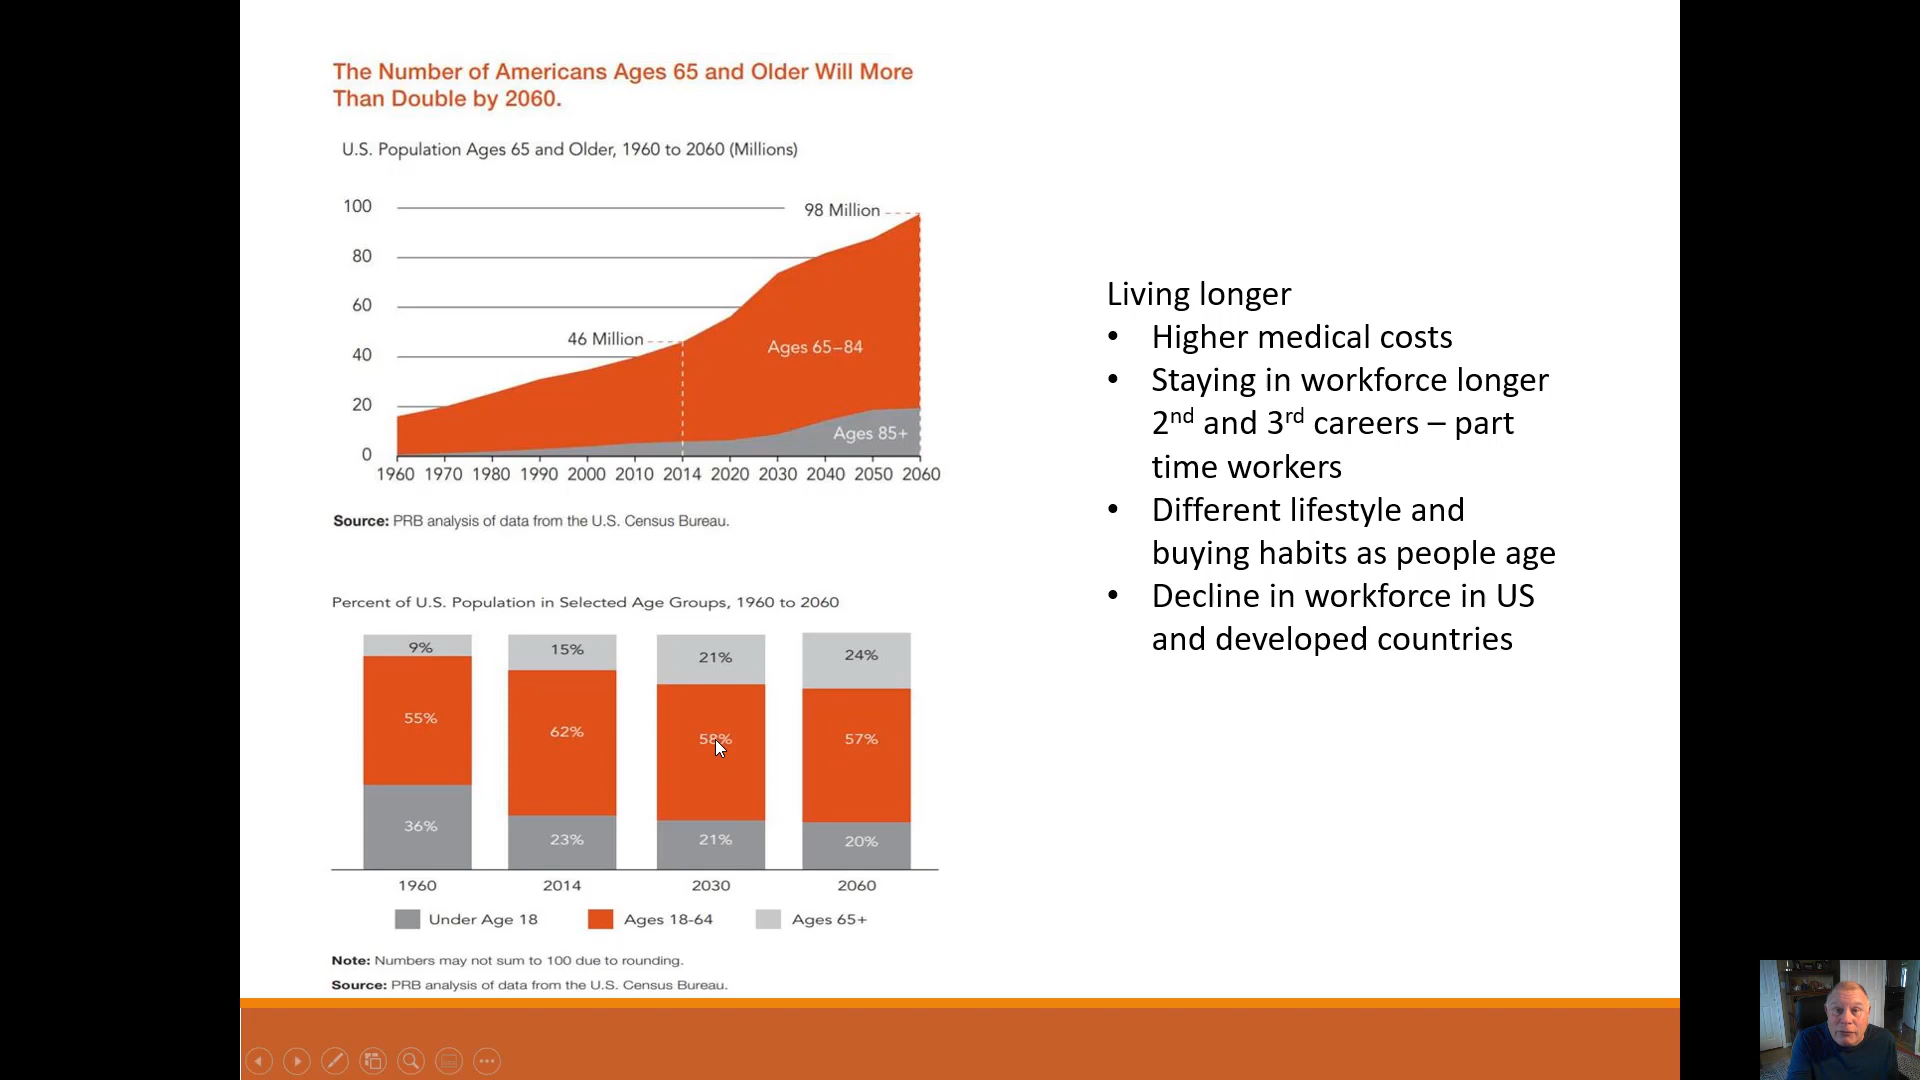 The Number of Americans Ages 65 and Older Will More
Than Double by 2060.
U.S. Population Ages 65 and Older, 1960 to 2060 (Millions)
100
98 Million
80
60
46 Million
Ages 65–84
40
20
Ages 85+
0
1960 1970 1980 1990 2000 2010 2014 2020 2030 2040 2050 2060
Source: PRB analysis of data from the U.S. Census Bureau.
Percent of U.S. Population in Selected Age Groups, 1960 to 2060
9% 15% 21% 24%
55% 62% 58% 57%
36% 23% 21% 20%
1960 2014 2030 2060
Under Age 18 Ages 18-64 Ages 65+
Note: Numbers may not sum to 100 due to rounding.
Source: PRB analysis of data from the U.S. Census Bureau.
Living longer
• Higher medical costs
• Staying in workforce longer
2nd and 3rd careers – part
time workers
• Different lifestyle and
buying habits as people age
• Decline in workforce in US
and developed countries